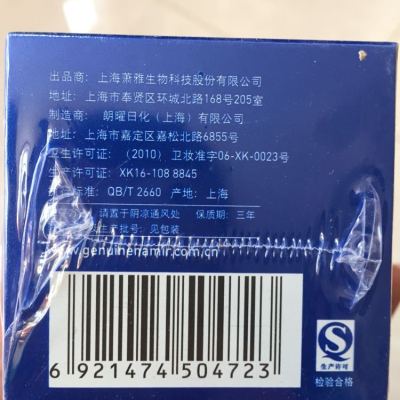 出品商：上海萧雅生物科技股份有限公司
地址：上海市奉贤区环城北路168号205室
制造商：朗曜日化（上海）有限公司
地址：上海市嘉定区嘉松北路6855号
卫生许可证：（2010）卫妆准字06-XK-0023号
生产许可证：XK16-108 8845
标准：QB/T 2660 产地：上海
请置于阴凉通风处 保质期：三年
生产批号：见包装
6 921474 504723
QS
生产许可
检验合格